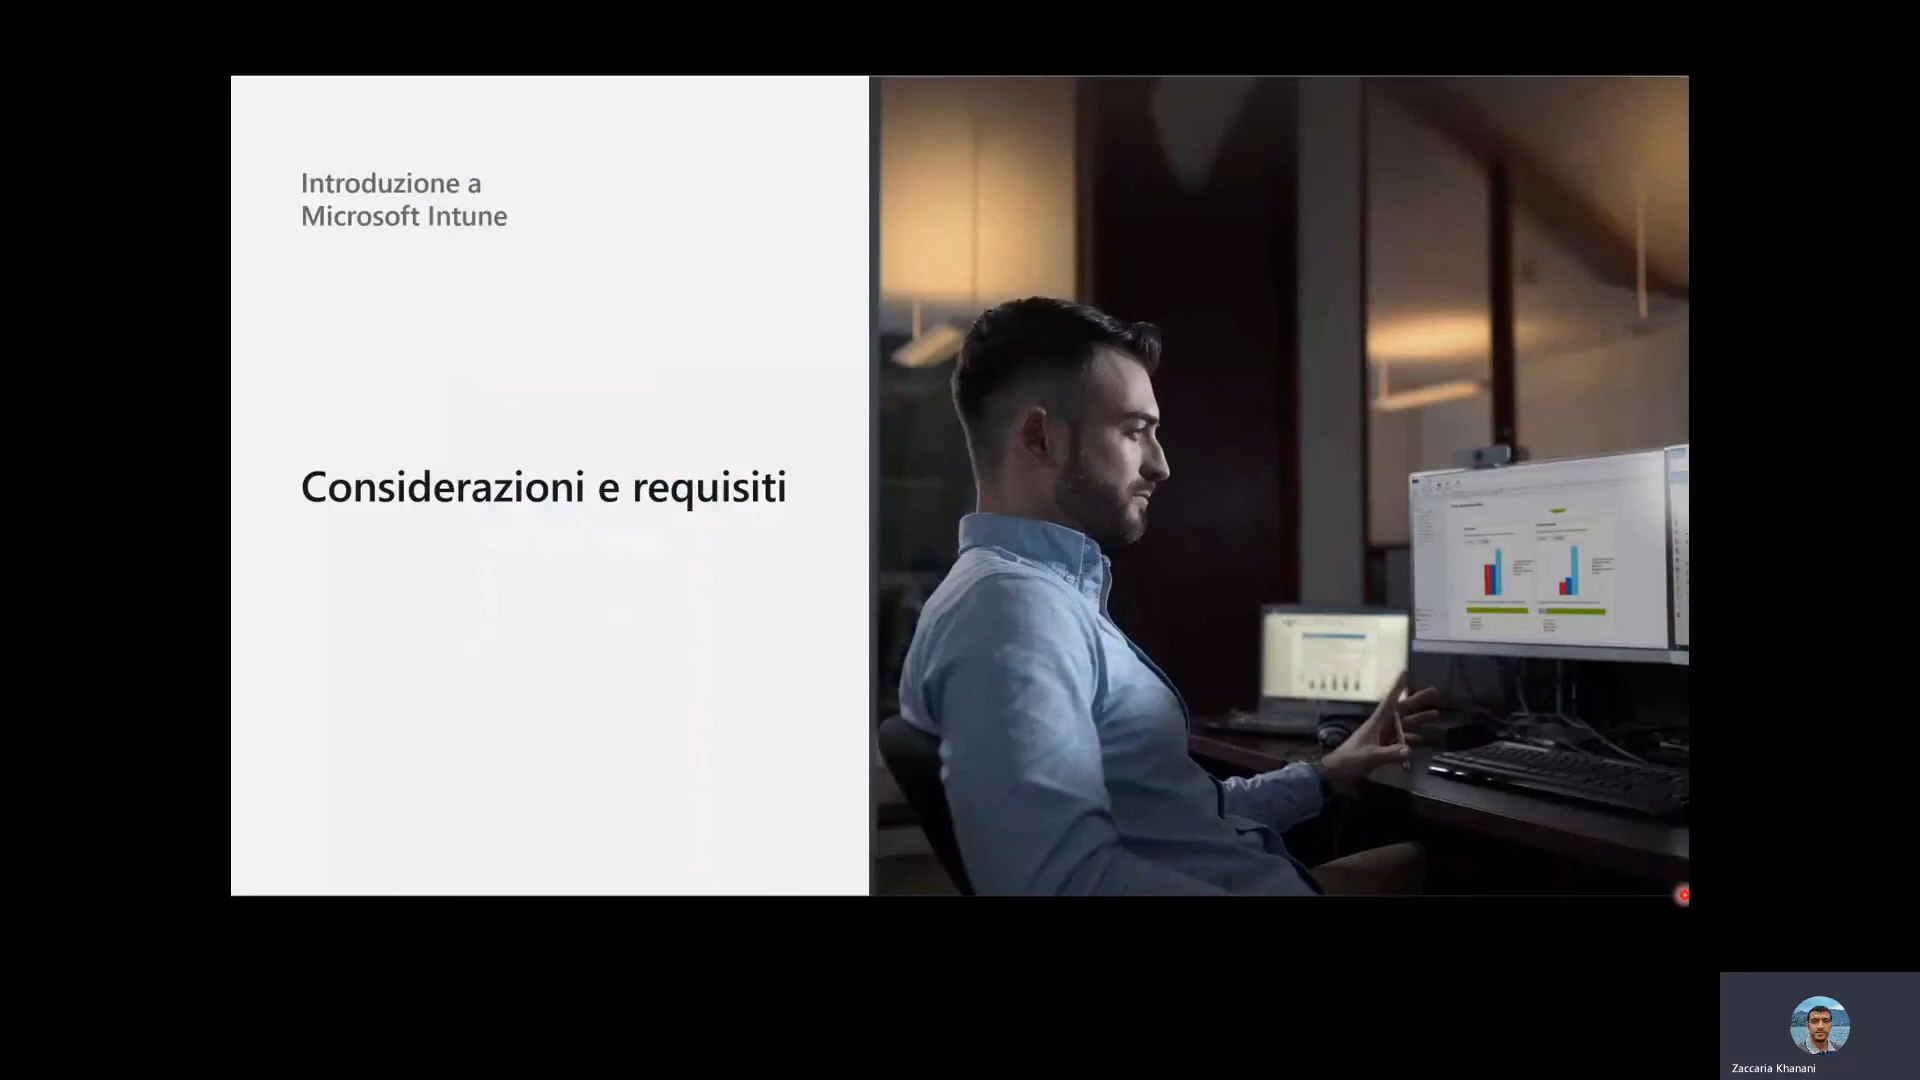 Introduzione a
Microsoft Intune
Considerazioni e requisiti
Zaccaria Khanani